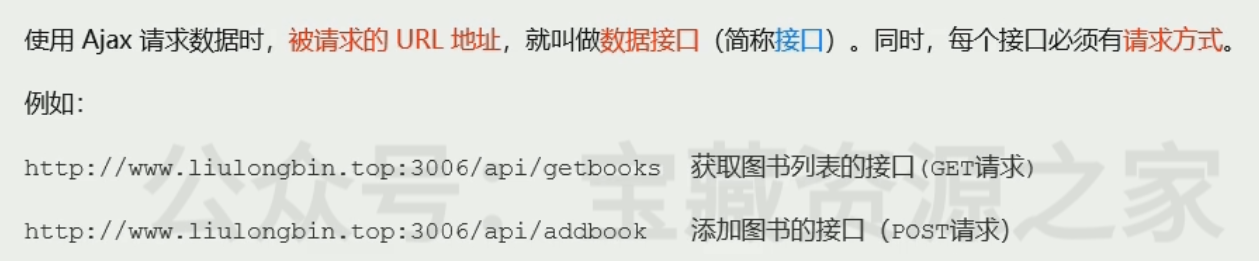 使用 Ajax 请求数据时，被请求的 URL 地址，就叫做数据接口（简称接口）。同时，每个接口必须有请求方式。
例如：
http://www.liulongbin.top:3006/api/getbooks 获取图书列表的接口(GET请求)
http://www.liulongbin.top:3006/api/addbook 添加图书的接口（POST请求）
公众号：宝藏资源之家